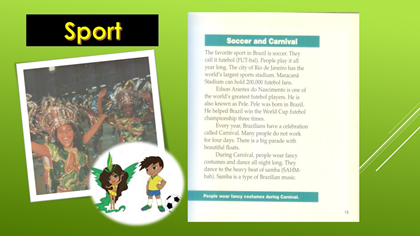 Sport
Soccer and Carnival
The favorite sport in Brazil is soccer. They
call it futebol (FUT-bal). People play it all
year long. The city of Rio de Janeiro has the
world's largest sports stadium. Maracanã
Stadium can hold 200,000 futebol fans.
Edson Arantes do Nascimento is one of
the world's greatest futebol players. He is
also known as Pele. Pele was born in Brazil.
He helped Brazil win the World Cup futebol
championship three times.
Every year, Brazilians have a celebration
called Carnival. Many people do not work
for four days. There is a big parade with
beautiful floats.
During Carnival, people wear fancy
costumes and dance all night long. They
dance to the heavy beat of samba (SAHM-
bah). Samba is a type of Brazilian music.
People wear fancy costumes during Carnival.